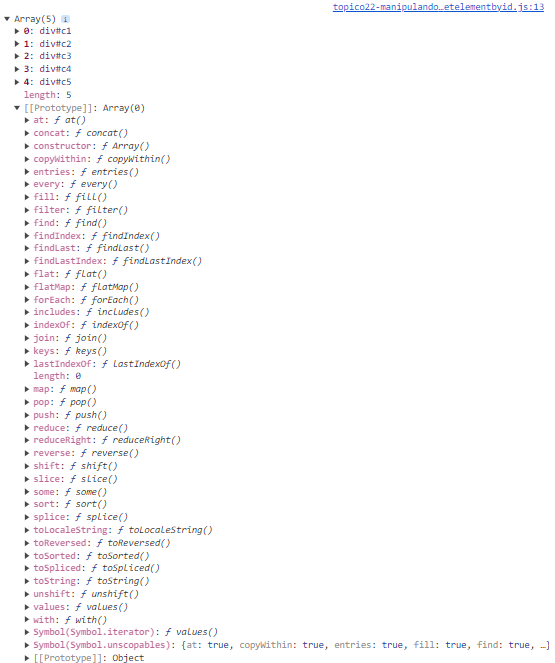 topico22-manipulando…etelementbyid.js:13
▼ Array(5) i
▶ 0: div#c1
▶ 1: div#c2
▶ 2: div#c3
▶ 3: div#c4
▶ 4: div#c5
length: 5
▼ [[Prototype]]: Array(0)
▶ at: ƒ at()
▶ concat: ƒ concat()
▶ constructor: ƒ Array()
▶ copyWithin: ƒ copyWithin()
▶ entries: ƒ entries()
▶ every: ƒ every()
▶ fill: ƒ fill()
▶ filter: ƒ filter()
▶ find: ƒ find()
▶ findIndex: ƒ findIndex()
▶ findLast: ƒ findLast()
▶ findLastIndex: ƒ findLastIndex()
▶ flat: ƒ flat()
▶ flatMap: ƒ flatMap()
▶ forEach: ƒ forEach()
▶ includes: ƒ includes()
▶ indexOf: ƒ indexOf()
▶ join: ƒ join()
▶ keys: ƒ keys()
▶ lastIndexOf: ƒ lastIndexOf()
length: 0
▶ map: ƒ map()
▶ pop: ƒ pop()
▶ push: ƒ push()
▶ reduce: ƒ reduce()
▶ reduceRight: ƒ reduceRight()
▶ reverse: ƒ reverse()
▶ shift: ƒ shift()
▶ slice: ƒ slice()
▶ some: ƒ some()
▶ sort: ƒ sort()
▶ splice: ƒ splice()
▶ toLocaleString: ƒ toLocaleString()
▶ toReversed: ƒ toReversed()
▶ toSorted: ƒ toSorted()
▶ toSpliced: ƒ toSpliced()
▶ toString: ƒ toString()
▶ unshift: ƒ unshift()
▶ values: ƒ values()
▶ with: ƒ with()
▶ Symbol(Symbol.iterator): ƒ values()
▶ Symbol(Symbol.unscopables): {at: true, copyWithin: true, entries: true, fill: true, find: true, …}
▶ [[Prototype]]: Object